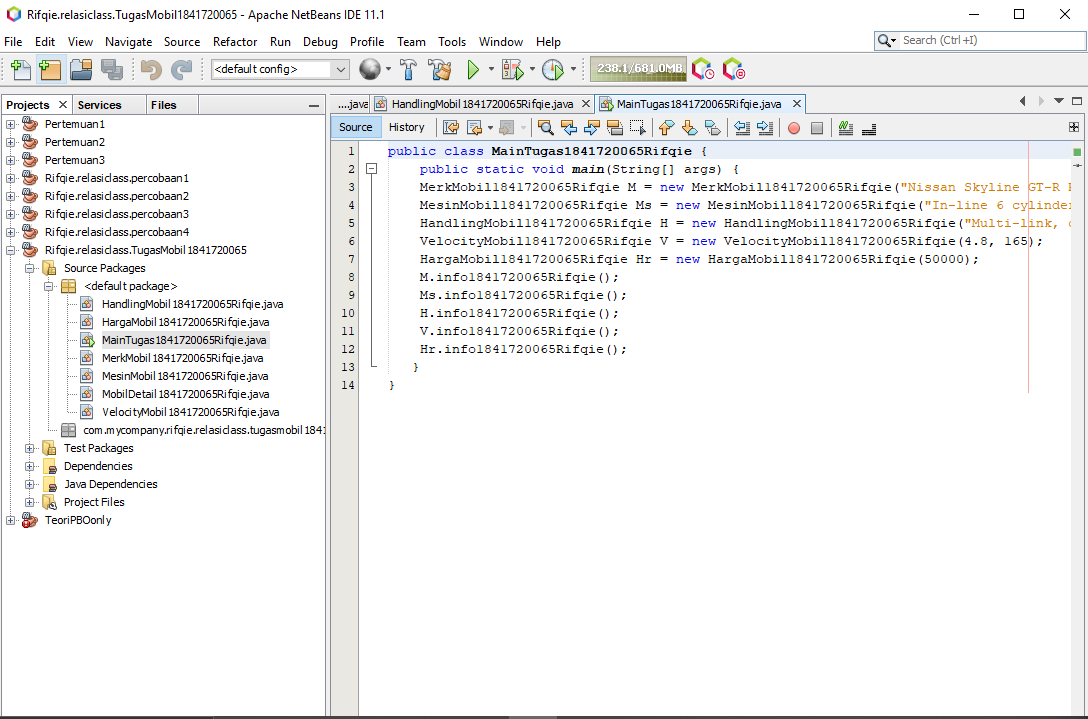 Rifqie.relasiclass.TugasMobil1841720065 - Apache NetBeans IDE 11.1
File Edit View Navigate Source Refactor Run Debug Profile Team Tools Window Help
Search (Ctrl+I)
<default config>
238.1/681.0MB
Projects Services Files
....java HandlingMobil1841720065Rifqie.java MainTugas1841720065Rifqie.java
Source History
Pertemuan1
Pertemuan2
Pertemuan3
Rifqie.relasiclass.percobaan1
Rifqie.relasiclass.percobaan2
Rifqie.relasiclass.percobaan3
Rifqie.relasiclass.percobaan4
Rifqie.relasiclass.TugasMobil1841720065
Source Packages
<default package>
HandlingMobil1841720065Rifqie.java
HargaMobil1841720065Rifqie.java
MainTugas1841720065Rifqie.java
MerkMobil1841720065Rifqie.java
MesinMobil1841720065Rifqie.java
MobilDetail1841720065Rifqie.java
VelocityMobil1841720065Rifqie.java
com.mycompany.rifqie.relasiclass.tugasmobil1841
Test Packages
Dependencies
Java Dependencies
Project Files
TeoriPBOonly
1 public class MainTugas1841720065Rifqie {
2 public static void main(String[] args) {
3 MerkMobil1841720065Rifqie M = new MerkMobil1841720065Rifqie("Nissan Skyline GT-R
4 MesinMobil1841720065Rifqie Ms = new MesinMobil1841720065Rifqie("In-line 6 cylinder
5 HandlingMobil1841720065Rifqie H = new HandlingMobil1841720065Rifqie("Multi-link,
6 VelocityMobil1841720065Rifqie V = new VelocityMobil1841720065Rifqie(4.8, 165);
7 HargaMobil1841720065Rifqie Hr = new HargaMobil1841720065Rifqie(50000);
8 M.info1841720065Rifqie();
9 Ms.info1841720065Rifqie();
10 H.info1841720065Rifqie();
11 V.info1841720065Rifqie();
12 Hr.info1841720065Rifqie();
13 }
14 }